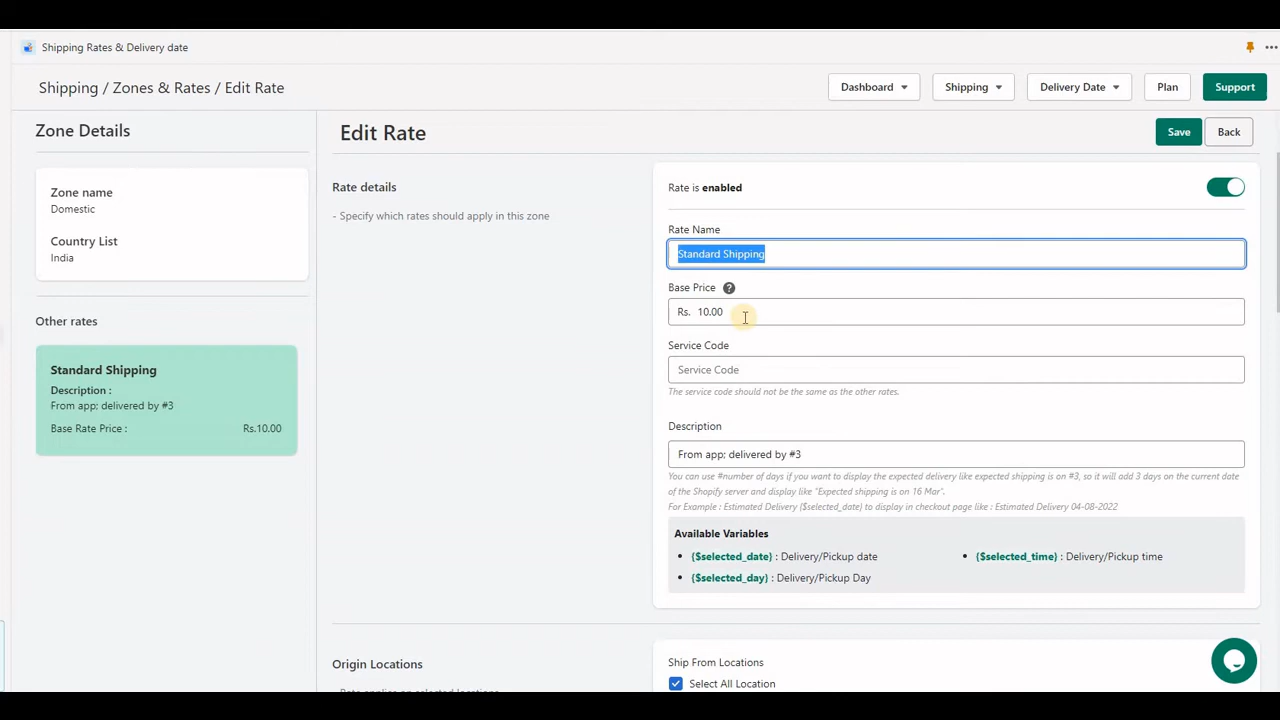 Shipping Rates & Delivery date
Shipping / Zones & Rates / Edit Rate
Dashboard
Shipping
Delivery Date
Plan
Support
Zone Details
Zone name
Domestic
Country List
India
Other rates
Standard Shipping
Description :
From app; delivered by #3
Base Rate Price :
Rs.10.00
Edit Rate
Save
Back
Rate details
- Specify which rates should apply in this zone
Rate is enabled
Rate Name
Standard Shipping
Base Price
?
Rs. 10.00
Service Code
Service Code
The service code should not be the same as the other rates.
Description
From app; delivered by #3
You can use #number of days if you want to display the expected delivery like expected shipping is on #3, so it will add 3 days on the current date
of the Shopify server and display like "Expected shipping is on 16 Mar".
For Example : Estimated Delivery {$selected_date} to display in checkout page like : Estimated Delivery 04-08-2022
Available Variables
{$selected_date} : Delivery/Pickup date
{$selected_time} : Delivery/Pickup time
{$selected_day} : Delivery/Pickup Day
Origin Locations
Ship From Locations
Select All Location